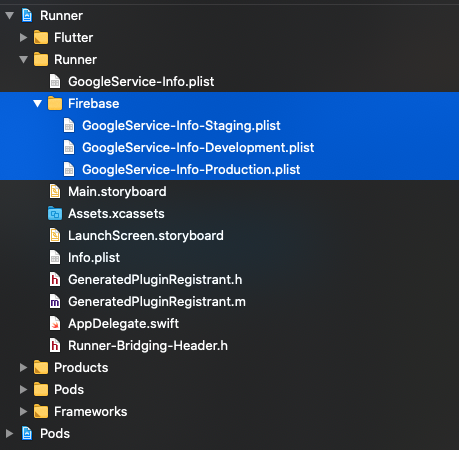 Runner
Flutter
Runner
GoogleService-Info.plist
Firebase
GoogleService-Info-Staging.plist
GoogleService-Info-Development.plist
GoogleService-Info-Production.plist
Main.storyboard
Assets.xcassets
LaunchScreen.storyboard
Info.plist
h GeneratedPluginRegistrant.h
m GeneratedPluginRegistrant.m
AppDelegate.swift
h Runner-Bridging-Header.h
Products
Pods
Frameworks
Pods